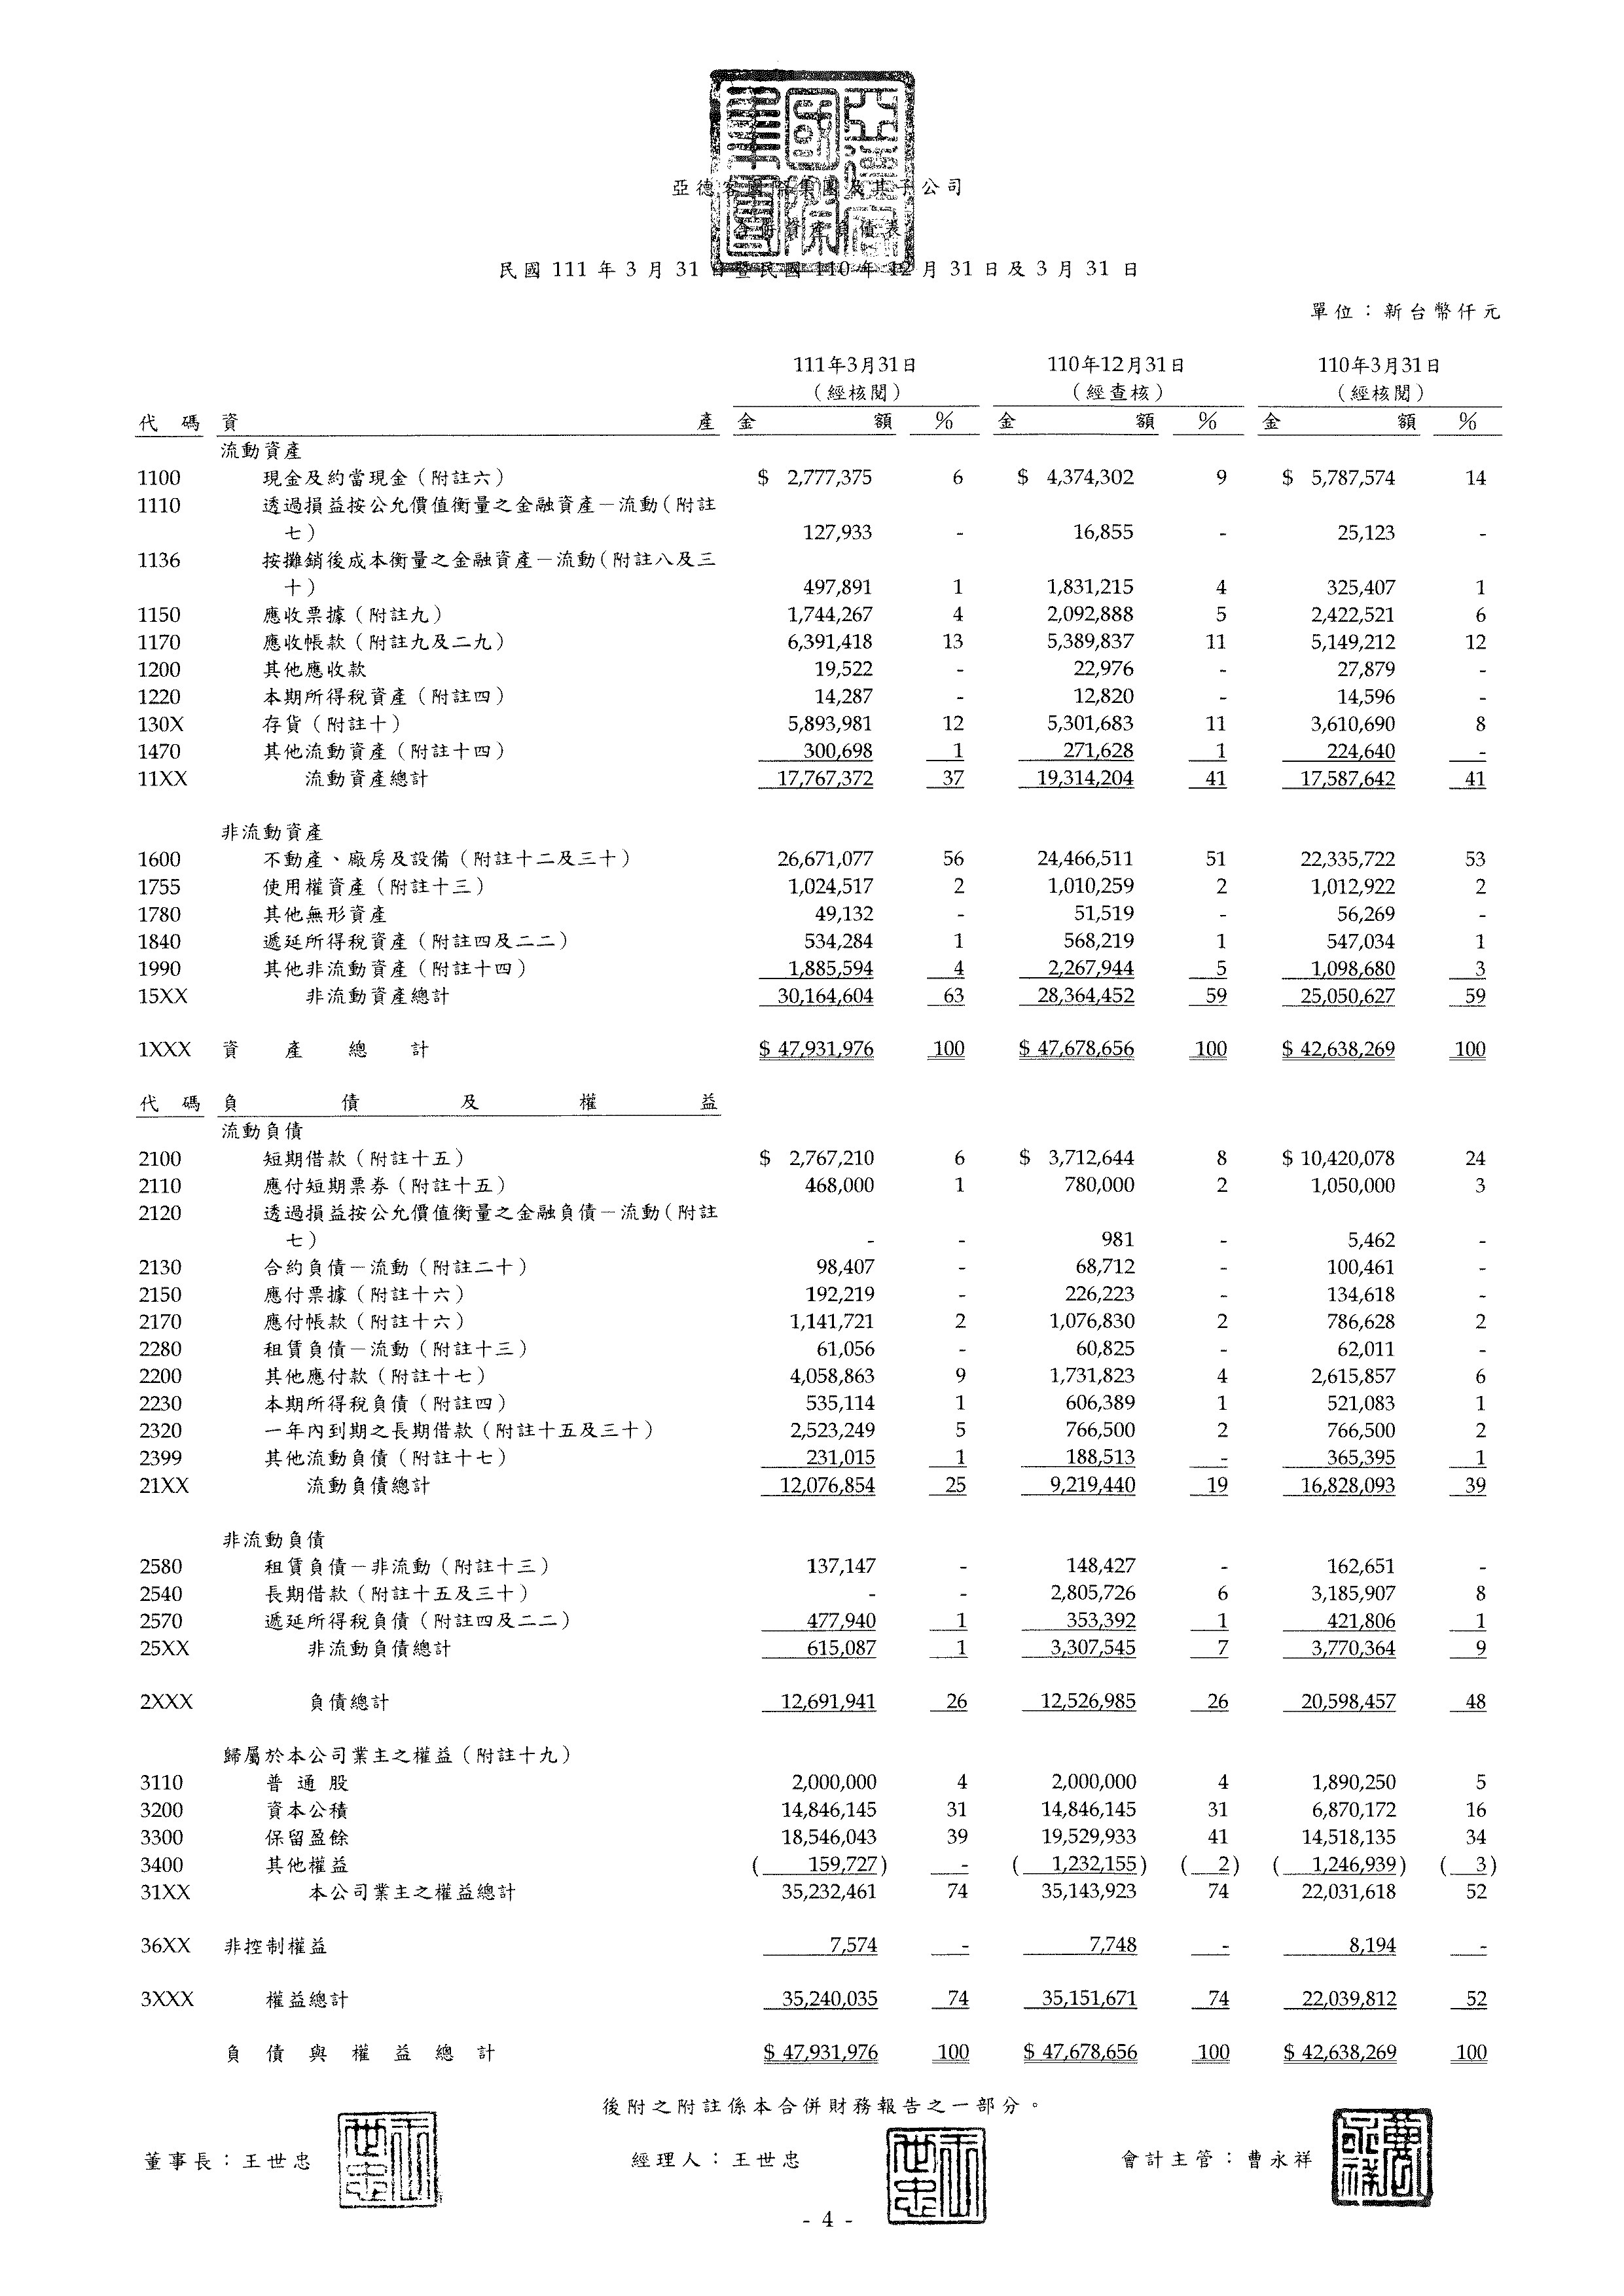 亞德客國際集團及其子公司
合併資產負債表
民國 111 年 3 月 31 日暨民國 110 年 12 月 31 日及 3 月 31 日
單位：新台幣仟元
111年3月31日 110年12月31日 110年3月31日
（經核閱） （經查核） （經核閱）
代 碼 資 產 金 額 ％ 金 額 ％ 金 額 ％
流動資產
1100 現金及約當現金（附註六） $ 2,777,375 6 $ 4,374,302 9 $ 5,787,574 14
1110 透過損益按公允價值衡量之金融資產－流動（附註
七） 127,933 - 16,855 - 25,123 -
1136 按攤銷後成本衡量之金融資產－流動（附註八及三
十） 497,891 1 1,831,215 4 325,407 1
1150 應收票據（附註九） 1,744,267 4 2,092,888 5 2,422,521 6
1170 應收帳款（附註九及二九） 6,391,418 13 5,389,837 11 5,149,212 12
1200 其他應收款 19,522 - 22,976 - 27,879 -
1220 本期所得稅資產（附註四） 14,287 - 12,820 - 14,596 -
130X 存貨（附註十） 5,893,981 12 5,301,683 11 3,610,690 8
1470 其他流動資產（附註十四） 300,698 1 271,628 1 224,640 -
11XX 流動資產總計 17,767,372 37 19,314,204 41 17,587,642 41
非流動資產
1600 不動產、廠房及設備（附註十二及三十） 26,671,077 56 24,466,511 51 22,335,722 53
1755 使用權資產（附註十三） 1,024,517 2 1,010,259 2 1,012,922 2
1780 其他無形資產 49,132 - 51,519 - 56,269 -
1840 遞延所得稅資產（附註四及二二） 534,284 1 568,219 1 547,034 1
1990 其他非流動資產（附註十四） 1,885,594 4 2,267,944 5 1,098,680 3
15XX 非流動資產總計 30,164,604 63 28,364,452 59 25,050,627 59
1XXX 資 產 總 計 $ 47,931,976 100 $ 47,678,656 100 $ 42,638,269 100
代 碼 負 債 及 權 益
流動負債
2100 短期借款（附註十五） $ 2,767,210 6 $ 3,712,644 8 $ 10,420,078 24
2110 應付短期票券（附註十五） 468,000 1 780,000 2 1,050,000 3
2120 透過損益按公允價值衡量之金融負債－流動（附註
七） - - 981 - 5,462 -
2130 合約負債－流動（附註二十） 98,407 - 68,712 - 100,461 -
2150 應付票據（附註十六） 192,219 - 226,223 - 134,618 -
2170 應付帳款（附註十六） 1,141,721 2 1,076,830 2 786,628 2
2280 租賃負債－流動（附註十三） 61,056 - 60,825 - 62,011 -
2200 其他應付款（附註十七） 4,058,863 9 1,731,823 4 2,615,857 6
2230 本期所得稅負債（附註四） 535,114 1 606,389 1 521,083 1
2320 一年內到期之長期借款（附註十五及三十） 2,523,249 5 766,500 2 766,500 2
2399 其他流動負債（附註十七） 231,015 1 188,513 - 365,395 1
21XX 流動負債總計 12,076,854 25 9,219,440 19 16,828,093 39
非流動負債
2580 租賃負債－非流動（附註十三） 137,147 - 148,427 - 162,651 -
2540 長期借款（附註十五及三十） - - 2,805,726 6 3,185,907 8
2570 遞延所得稅負債（附註四及二二） 477,940 1 353,392 1 421,806 1
25XX 非流動負債總計 615,087 1 3,307,545 7 3,770,364 9
2XXX 負債總計 12,691,941 26 12,526,985 26 20,598,457 48
歸屬於本公司業主之權益（附註十九）
3110 普 通 股 2,000,000 4 2,000,000 4 1,890,250 5
3200 資本公積 14,846,145 31 14,846,145 31 6,870,172 16
3300 保留盈餘 18,546,043 39 19,529,933 41 14,518,135 34
3400 其他權益 ( 159,727) - ( 1,232,155) ( 2) ( 1,246,939) ( 3)
31XX 本公司業主之權益總計 35,232,461 74 35,143,923 74 22,031,618 52
36XX 非控制權益 7,574 - 7,748 - 8,194 -
3XXX 權益總計 35,240,035 74 35,151,671 74 22,039,812 52
負 債 與 權 益 總 計 $ 47,931,976 100 $ 47,678,656 100 $ 42,638,269 100
後附之附註係本合併財務報告之一部分。
董事長：王世忠 經理人：王世忠 會計主管：曹永祥
- 4 -